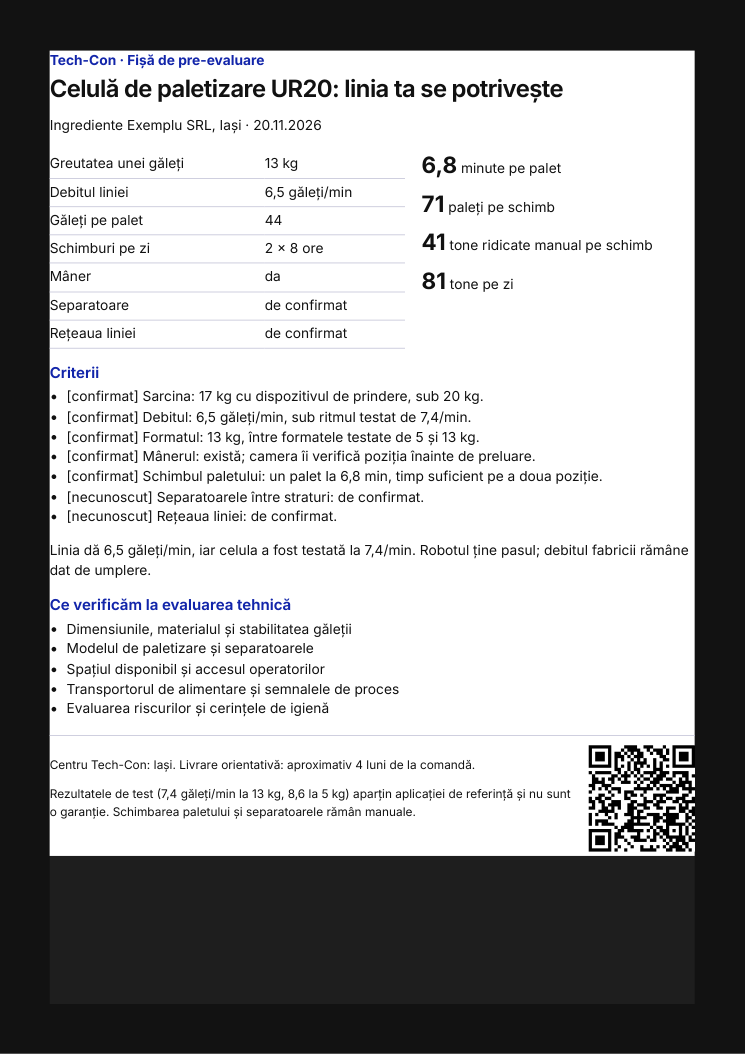 Tech-Con · Fișă de pre-evaluare
Celulă de paletizare UR20: linia ta se potrivește
Ingrediente Exemplu SRL, Iași · 20.11.2026
Greutatea unei găleți 13 kg
Debitul liniei 6,5 găleți/min
Găleți pe palet 44
Schimburi pe zi 2 × 8 ore
Mâner da
Separatoare de confirmat
Rețeaua liniei de confirmat
6,8 minute pe palet
71 paleți pe schimb
41 tone ridicate manual pe schimb
81 tone pe zi
Criterii
• [confirmat] Sarcina: 17 kg cu dispozitivul de prindere, sub 20 kg.
• [confirmat] Debitul: 6,5 găleți/min, sub ritmul testat de 7,4/min.
• [confirmat] Formatul: 13 kg, între formatele testate de 5 și 13 kg.
• [confirmat] Mânerul: există; camera îi verifică poziția înainte de preluare.
• [confirmat] Schimbul paletului: un palet la 6,8 min, timp suficient pe a doua poziție.
• [necunoscut] Separatoarele între straturi: de confirmat.
• [necunoscut] Rețeaua liniei: de confirmat.
Linia dă 6,5 găleți/min, iar celula a fost testată la 7,4/min. Robotul ține pasul; debitul fabricii rămâne
dat de umplere.
Ce verificăm la evaluarea tehnică
• Dimensiunile, materialul și stabilitatea găleții
• Modelul de paletizare și separatoarele
• Spațiul disponibil și accesul operatorilor
• Transportorul de alimentare și semnalele de proces
• Evaluarea riscurilor și cerințele de igienă
Centru Tech-Con: Iași. Livrare orientativă: aproximativ 4 luni de la comandă.
Rezultatele de test (7,4 găleți/min la 13 kg, 8,6 la 5 kg) aparțin aplicației de referință și nu sunt
o garanție. Schimbarea paletului și separatoarele rămân manuale.